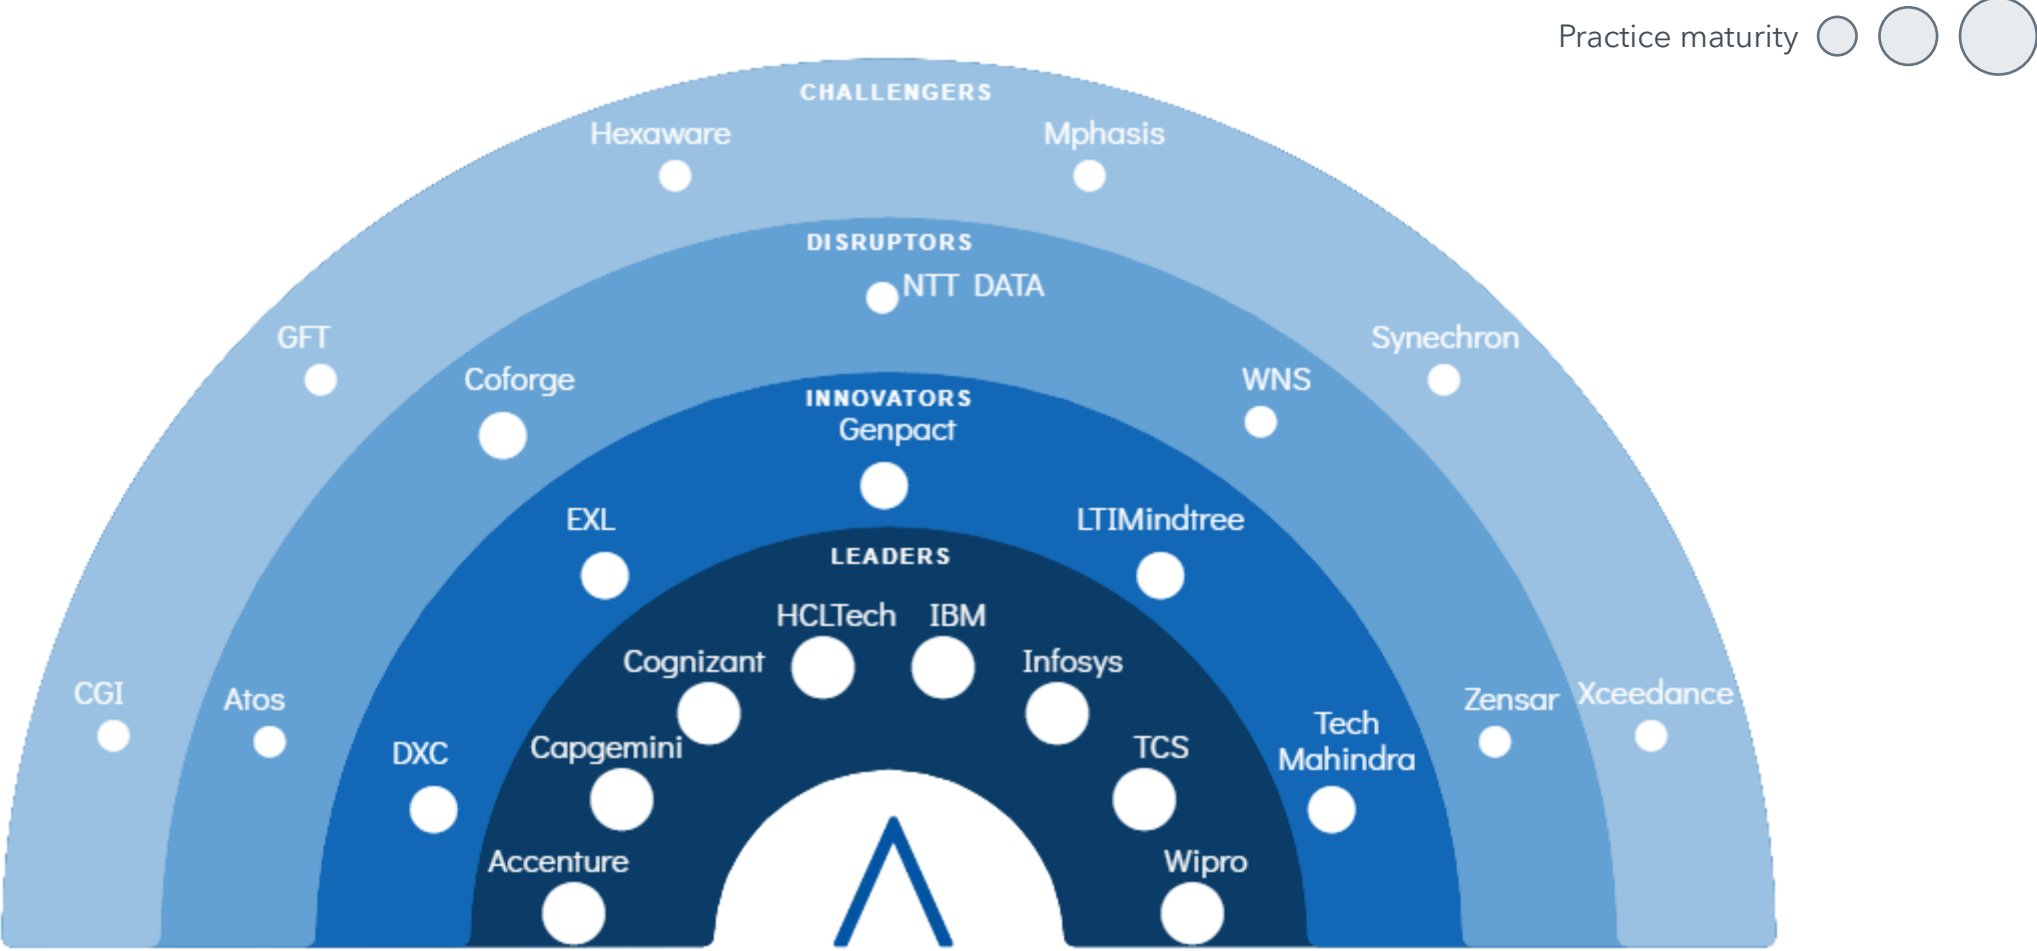 Practice maturity
CHALLENGERS
Hexaware
Mphasis
GFT
Synechron
CGI
Xceedance
DISRUPTORS
NTT DATA
Coforge
WNS
Atos
Zensar
INNOVATORS
Genpact
EXL
LTIMindtree
DXC
Tech
Mahindra
LEADERS
HCLTech
IBM
Cognizant
Infosys
Capgemini
TCS
Accenture
Wipro